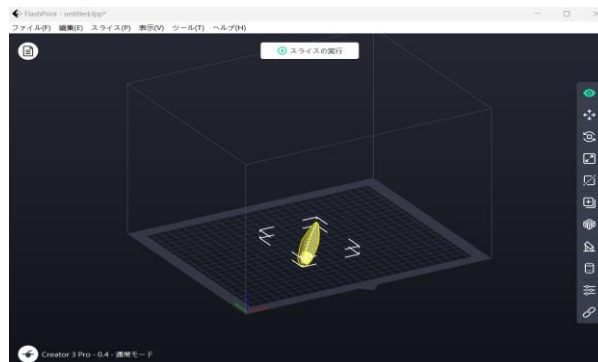 FlashPrint - untitled.fpp*
ファイル(F) 編集(E) スライス(P) 表示(V) ツール(T) ヘルプ(H)
スライスの実行
Creator 3 Pro - 0.4 - 通常モード